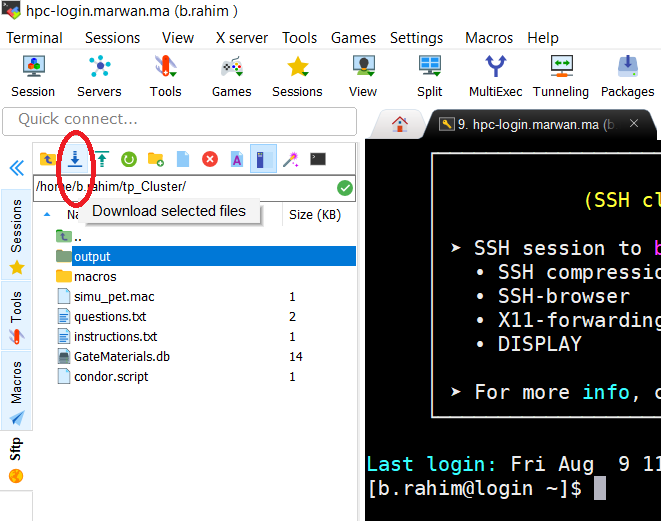 hpc-login.marwan.ma (b.rahim )
Terminal Sessions View X server Tools Games Settings Macros Help
Session Servers Tools Games Sessions View Split MultiExec Tunneling Packages
Quick connect...
9. hpc-login.marwan.ma (b
/home/b.rahim/tp_Cluster/
Size (KB)
Download selected files
..
output
macros
simu_pet.mac 1
questions.txt 2
instructions.txt 1
GateMaterials.db 14
condor.script 1
Sessions
Tools
Macros
Sftp
(SSH cl
➤ SSH session to b
• SSH compressio
• SSH-browser
• X11-forwarding
• DISPLAY
➤ For more info,
Last login: Fri Aug 9 11
[b.rahim@login ~]$